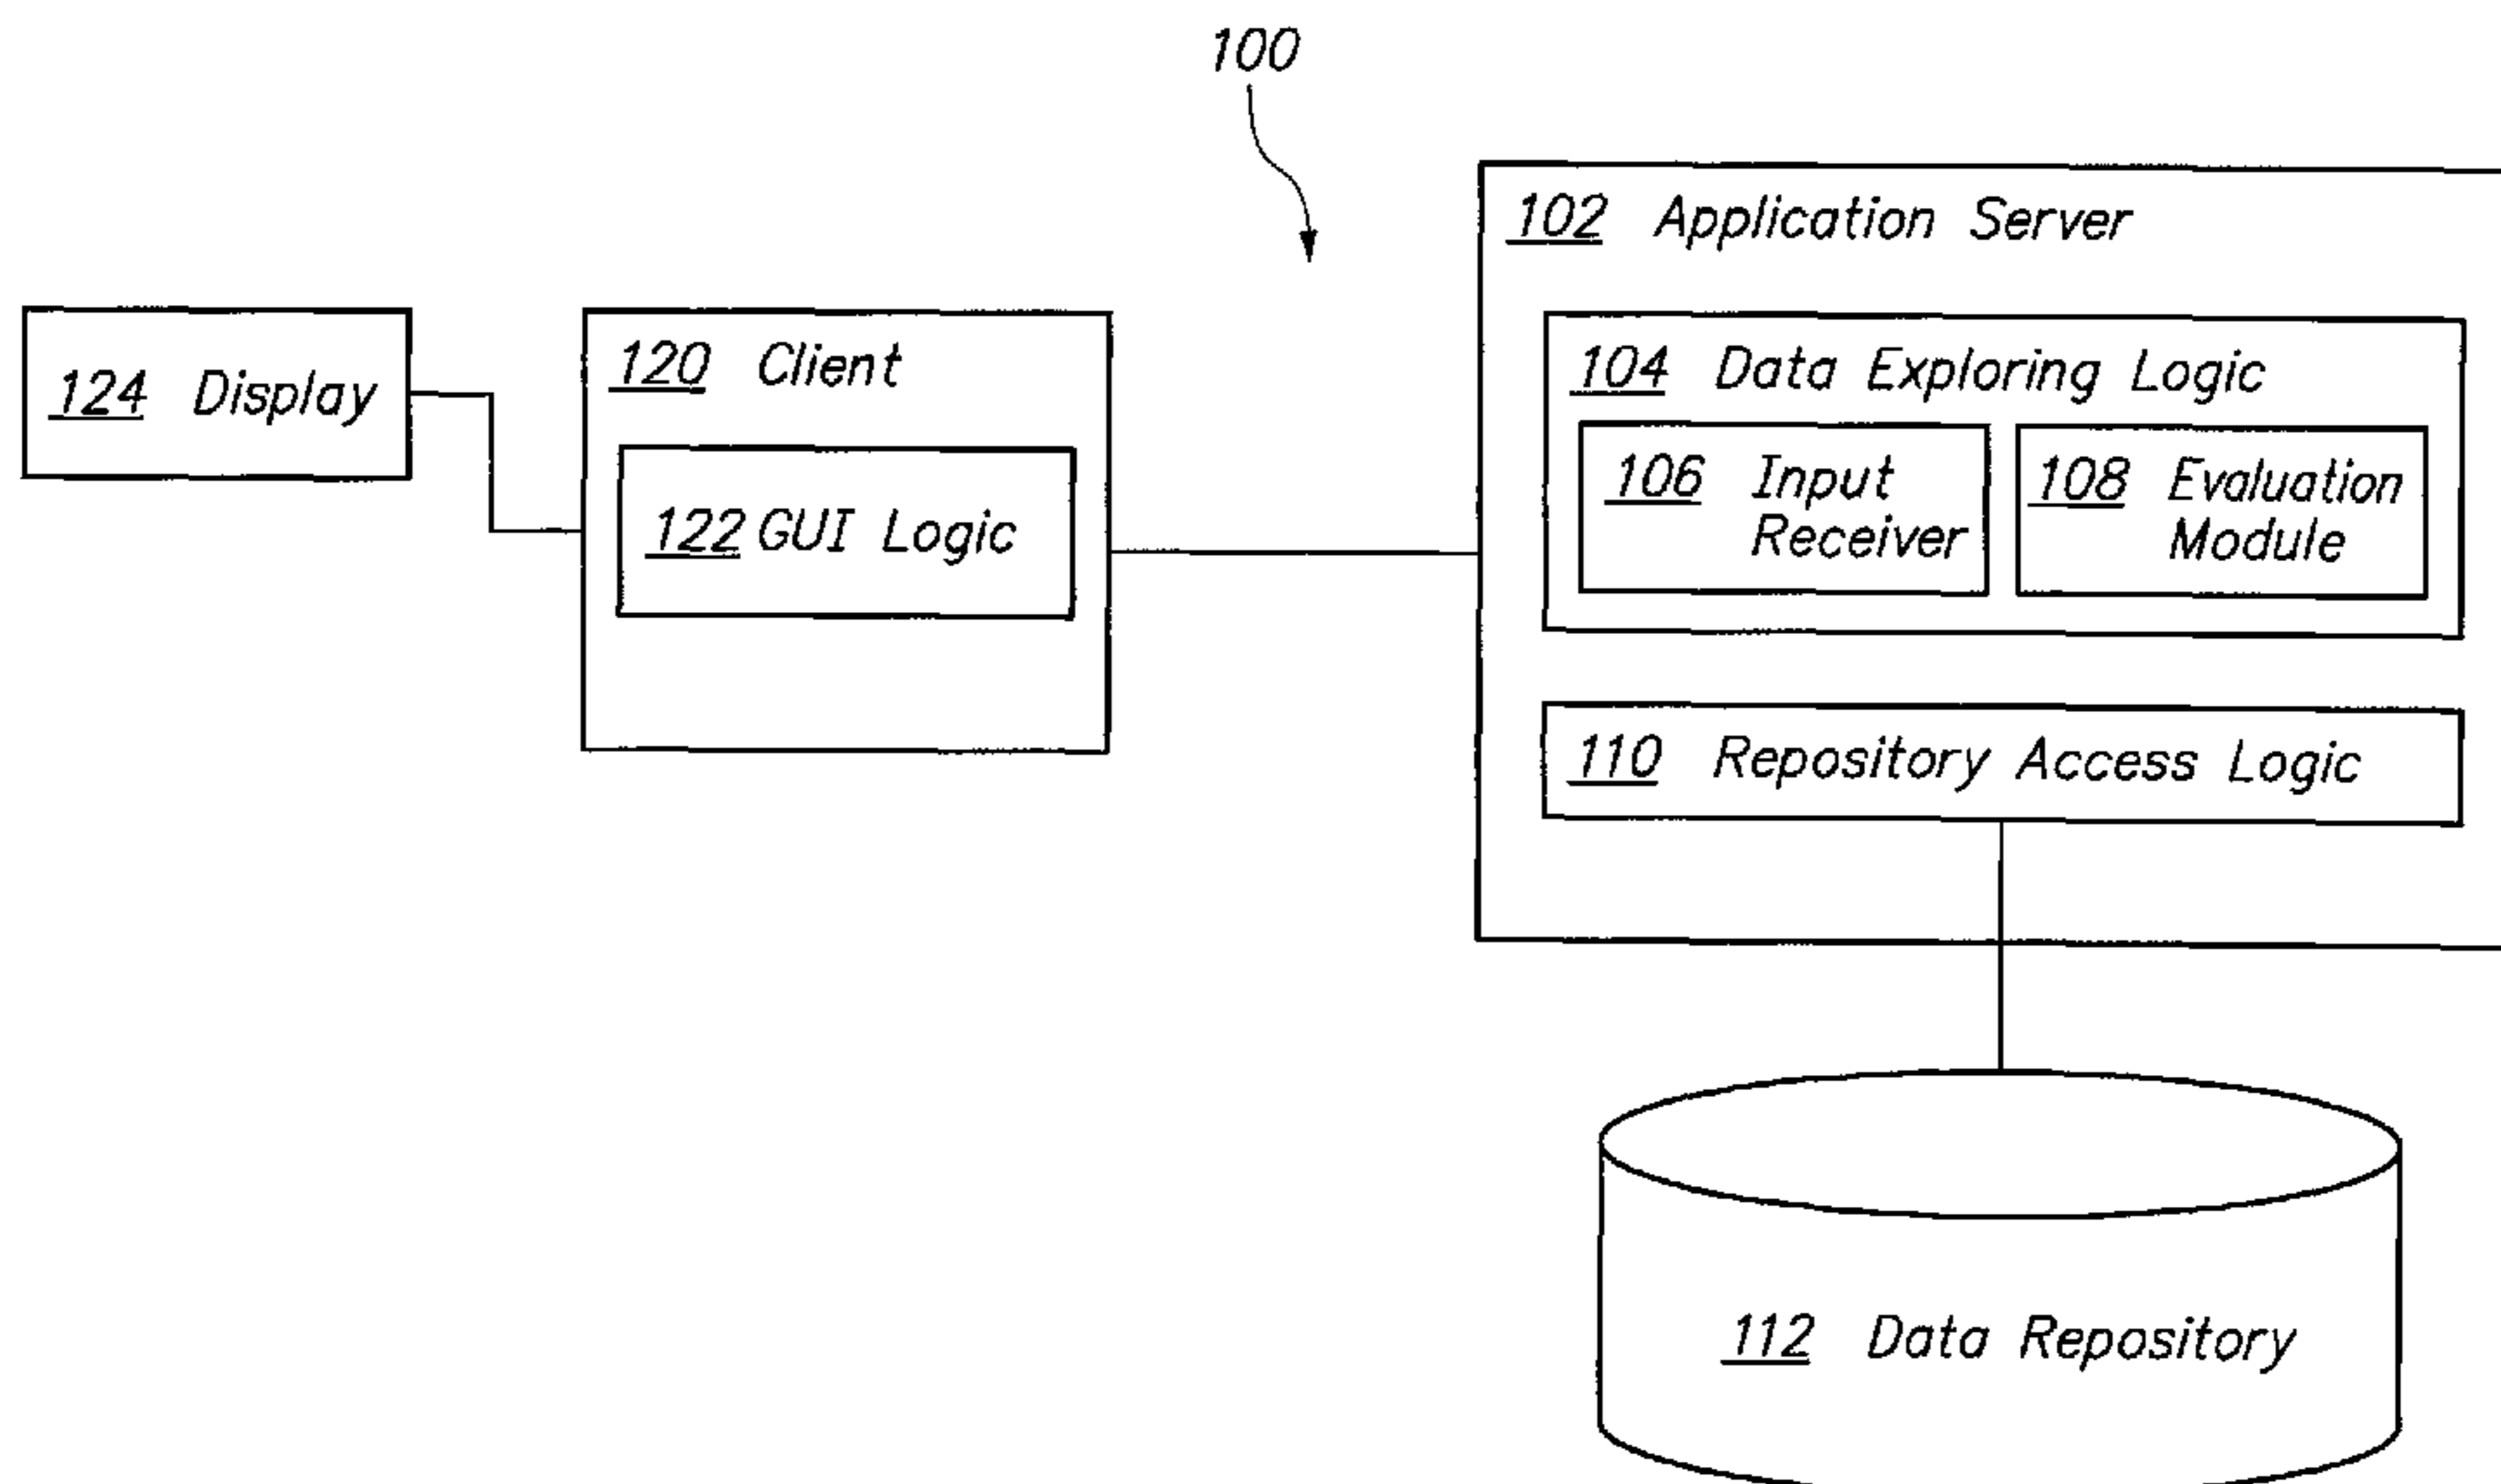 100
102 Application Server
124 Display
120 Client
122 GUI Logic
104 Data Exploring Logic
106 Input
Receiver
108 Evaluation
Module
110 Repository Access Logic
112 Data Repository